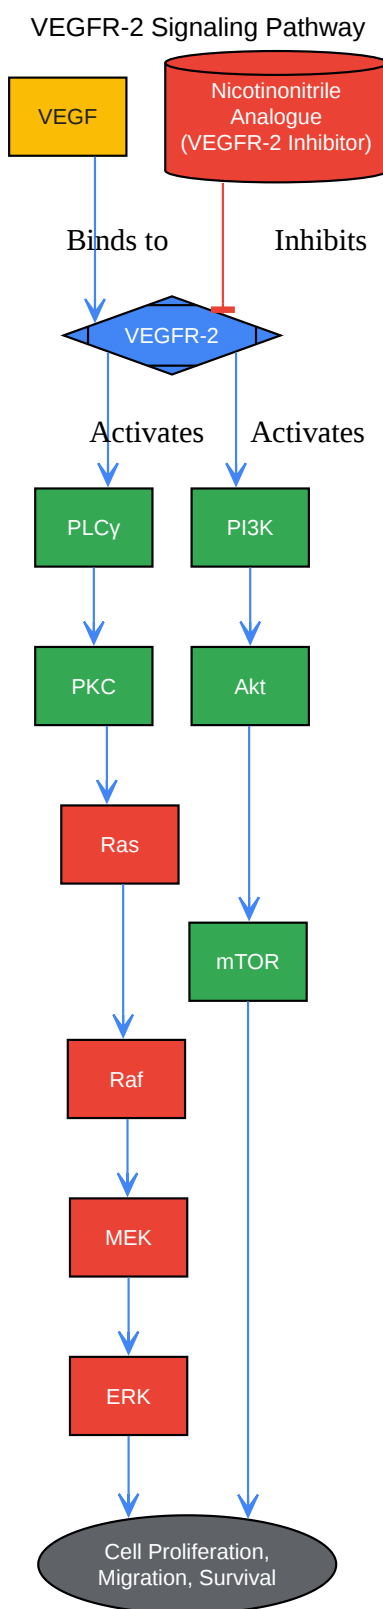 VEGFR-2 Signaling Pathway
VEGF
Nicotinonitrile
Analogue
(VEGFR-2 Inhibitor)
Binds to
Inhibits
VEGFR-2
Activates
Activates
PLCγ
PI3K
PKC
Akt
Ras
mTOR
Raf
MEK
ERK
Cell Proliferation,
Migration, Survival